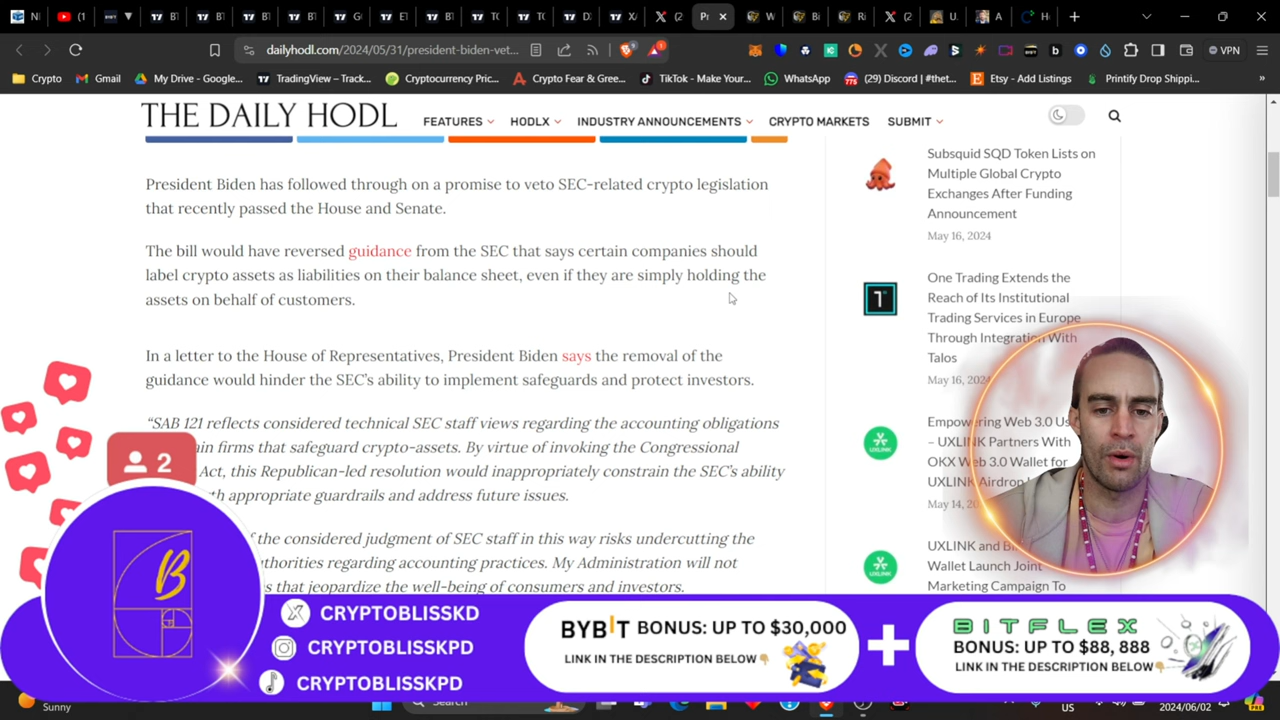 dailyhodl.com/2024/05/31/president-biden-vet...
VPN
Crypto
Gmail
My Drive - Google...
TradingView - Track...
Cryptocurrency Pric...
Crypto Fear & Gree...
TikTok - Make Your...
WhatsApp
(29) Discord | #thet...
Etsy - Add Listings
Printify Drop Shippi...
THE DAILY HODL
FEATURES
HODLX
INDUSTRY ANNOUNCEMENTS
CRYPTO MARKETS
SUBMIT
President Biden has followed through on a promise to veto SEC-related crypto legislation
that recently passed the House and Senate.
The bill would have reversed guidance from the SEC that says certain companies should
label crypto assets as liabilities on their balance sheet, even if they are simply holding the
assets on behalf of customers.
In a letter to the House of Representatives, President Biden says the removal of the
guidance would hinder the SEC's ability to implement safeguards and protect investors.
“SAB 121 reflects considered technical SEC staff views regarding the accounting obligations
firms that safeguard crypto-assets. By virtue of invoking the Congressional
Act, this Republican-led resolution would inappropriately constrain the SEC's ability
appropriate guardrails and address future issues.
the considered judgment of SEC staff in this way risks undercutting the
regarding accounting practices. My Administration will not
that jeopardize the well-being of consumers and investors.
Subsquid SQD Token Lists on
Multiple Global Crypto
Exchanges After Funding
Announcement
May 16, 2024
One Trading Extends the
Reach of Its Institutional
Trading Services in Europe
Through Integration With
Talos
May 16, 2024
Empowering Web 3.0
– UXLINK Partners With
OKX Web 3.0 Wallet for
UXLINK Airdrop
May 14,
UXLINK and
Wallet Launch Joint
Marketing Campaign To
2
B
CRYPTOBLISSKD
CRYPTOBLISSKPD
CRYPTOBLISSKPD
BYBIT BONUS: UP TO $30,000
LINK IN THE DESCRIPTION BELOW
+
BITFLEX
BONUS: UP TO $88, 888
LINK IN THE DESCRIPTION BELOW
Sunny
Search
US
2024/06/02